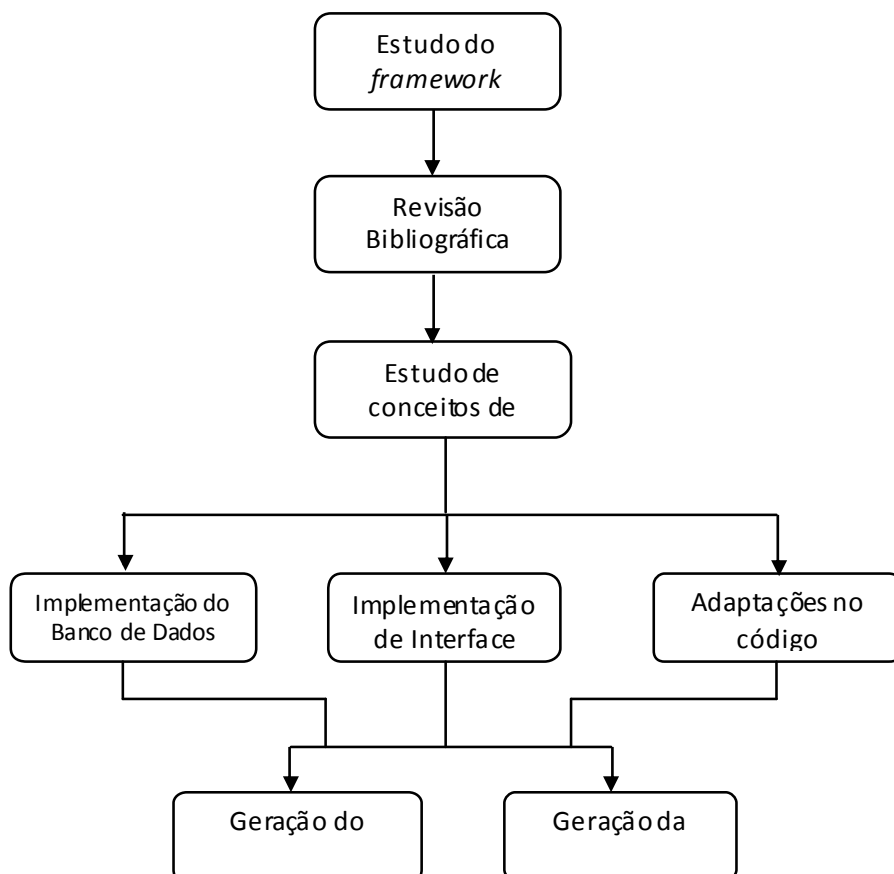 Estudo do
framework
Revisão
Bibliográfica
Estudo de
conceitos de
Implementação do
Banco de Dados
Implementação
de Interface
Adaptações no
código
Geração do
Geração da